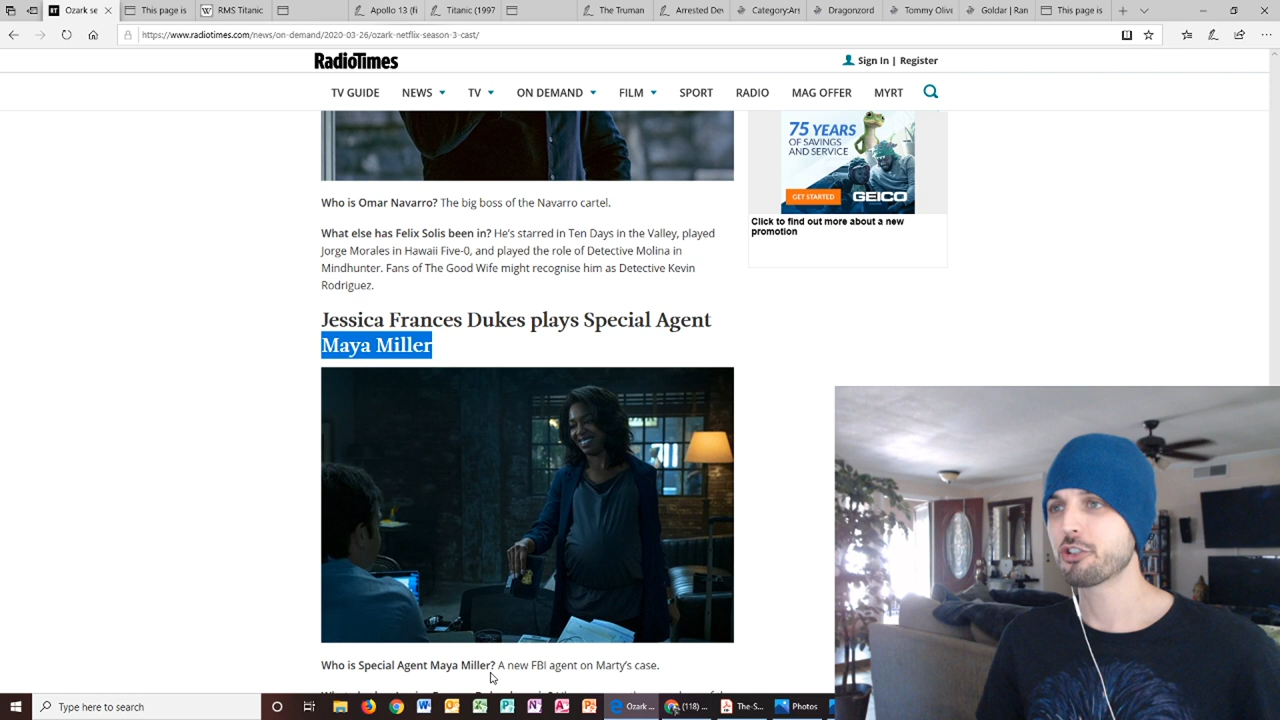 Ozark se
This page is
RMS Titanic
Apollo 13 (fi
Titanic (1997
The Truman
Arrested Dev
Category:Ar
Dragonzord
Tommy Olive
Goldar | Ran
This page is
https://www.radiotimes.com/news/on-demand/2020-03-26/ozark-netflix-season-3-cast/
RadioTimes
Sign In | Register
TV GUIDE
NEWS
TV
ON DEMAND
FILM
SPORT
RADIO
MAG OFFER
MYRT
75 YEARS
OF SAVINGS
AND SERVICE
GET STARTED
GEICO
Click to find out more about a new
promotion
Who is Omar Navarro? The big boss of the Navarro cartel.
What else has Felix Solis been in? He's starred in Ten Days in the Valley, played
Jorge Morales in Hawaii Five-0, and played the role of Detective Molina in
Mindhunter. Fans of The Good Wife might recognise him as Detective Kevin
Rodriguez.
Jessica Frances Dukes plays Special Agent
Maya Miller
Who is Special Agent Maya Miller? A new FBI agent on Marty's case.
Type here to search
Ozark ...
(118) ...
The-S...
Photos